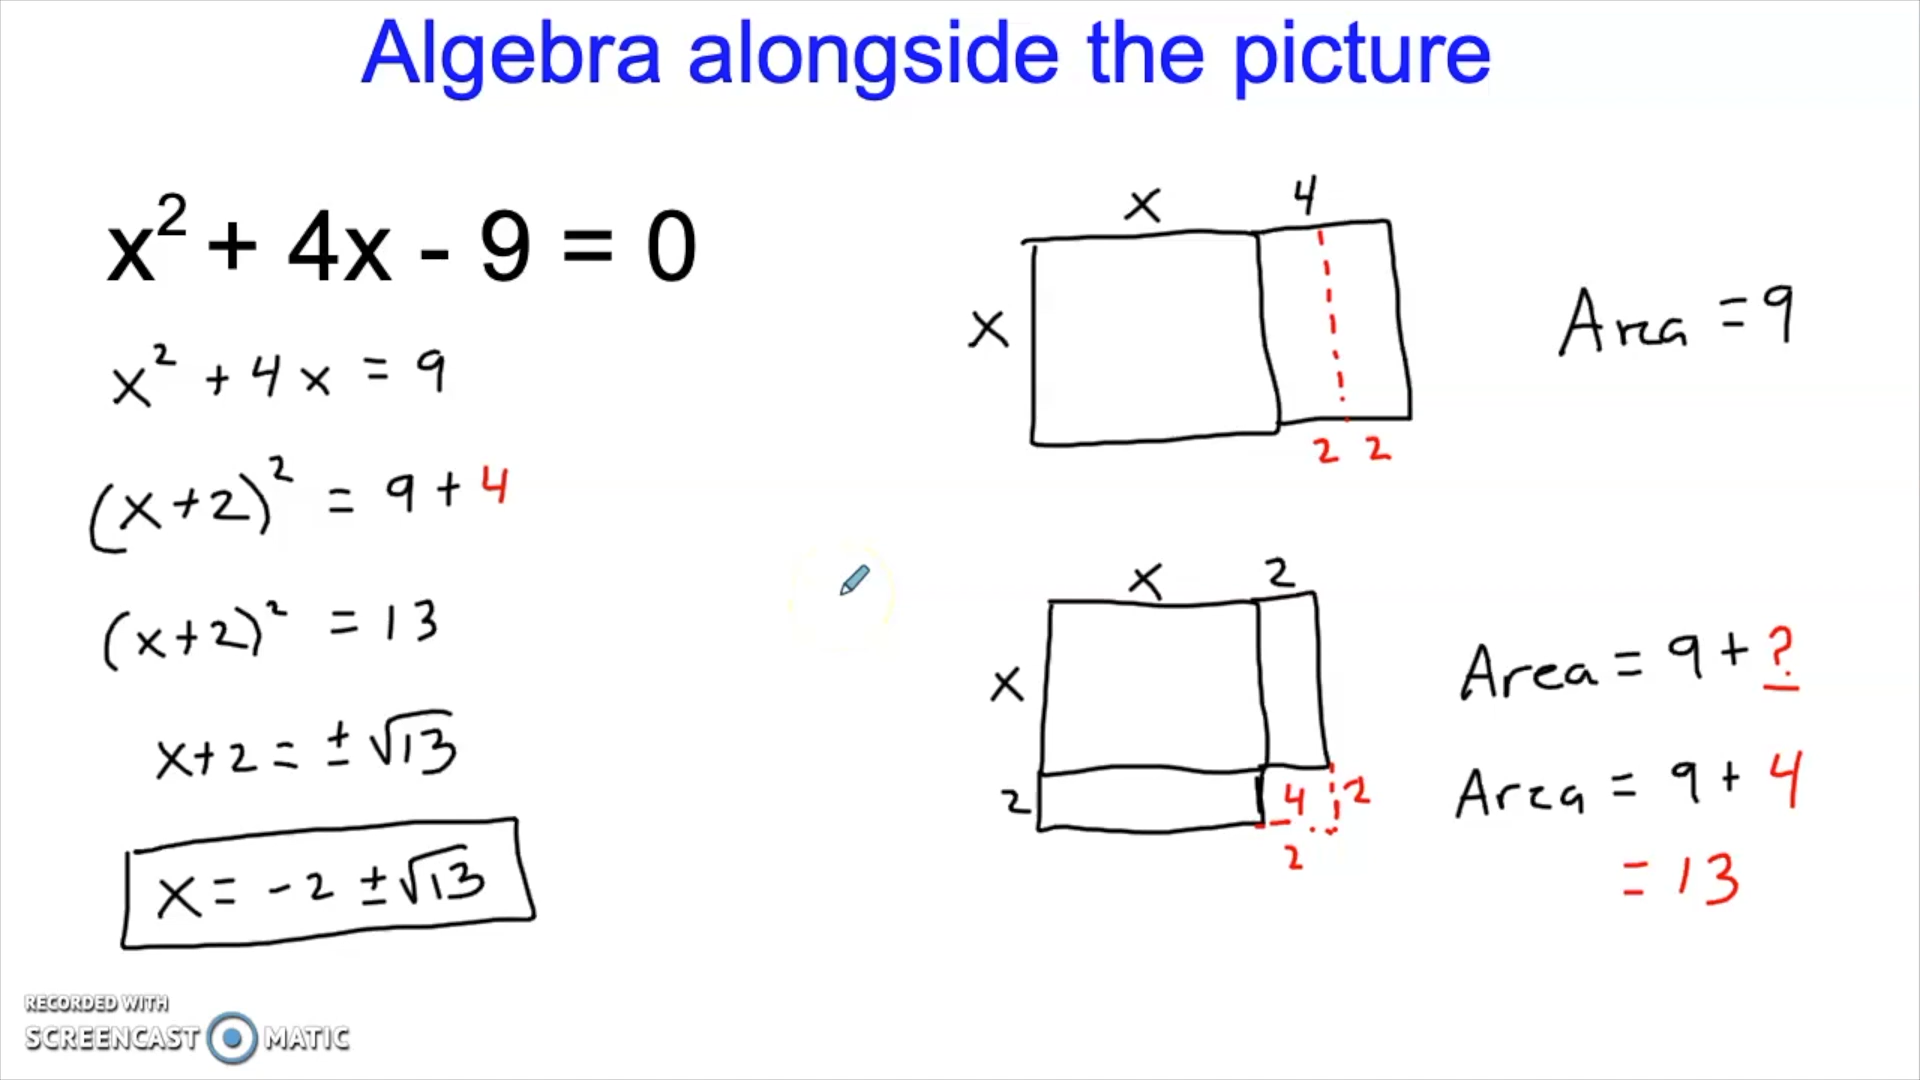 Algebra alongside the picture
x² + 4x - 9 = 0
x² + 4x = 9
(x+2)² = 9 + 4
(x+2)² = 13
x+2 = ±√13
x = -2 ±√13
x 4
x
2 2
Area = 9
x 2
x
2 4 2
2
Area = 9 + ?
Area = 9 + 4
= 13
RECORDED WITH
SCREENCAST MATIC